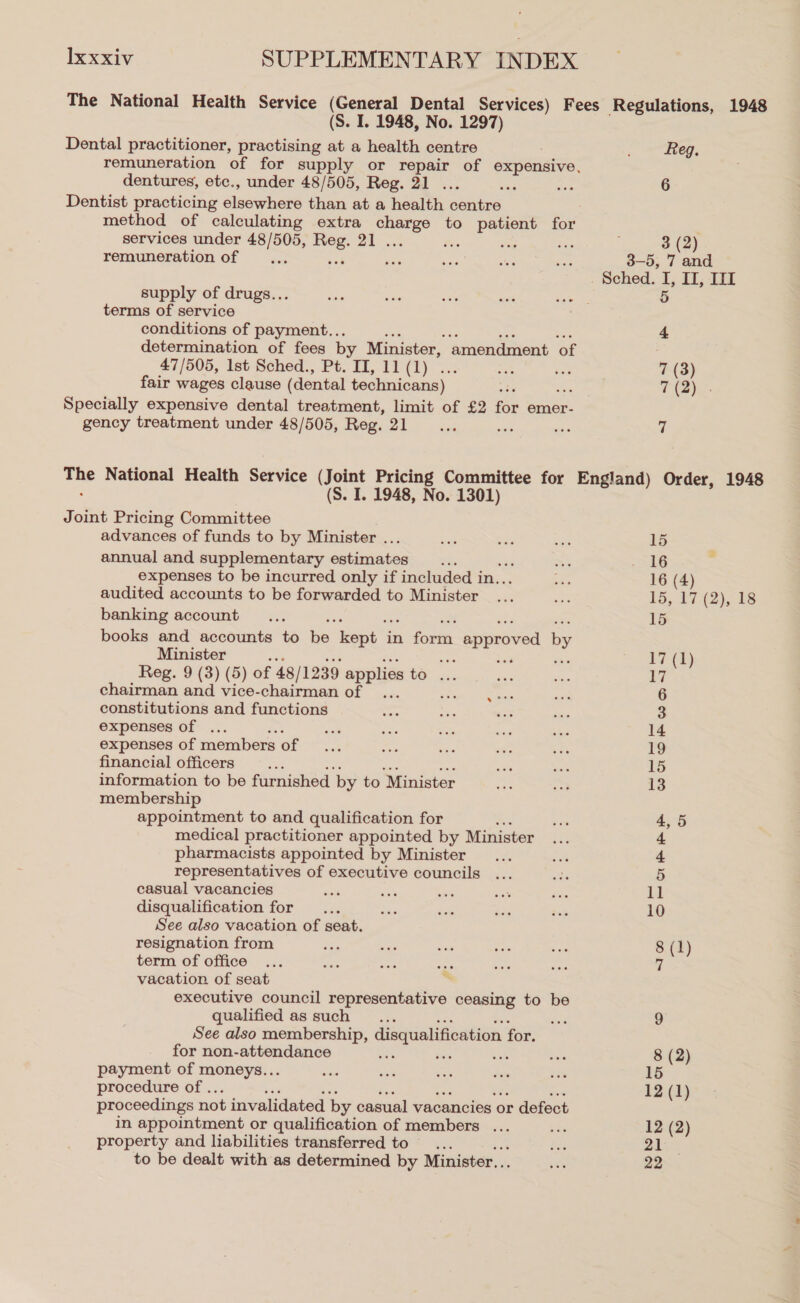 lxxxiv SUPPLEMENTARY INDEX
The National Health Service (General Dental Services) Fees Regulations, 1948
(S. I. 1948, No. 1297)
Dental practitioner, practising at a health centre Reg.
remuneration of for supply or repair of expensive.
dentures, etc., under 48/505, Reg. 21 ... ... ... 6
Dentist practicing elsewhere than at a health centre
method of calculating extra charge to patient for
services under 48/505, Reg. 21 ... ... ... ... 3 (2)
remuneration of ... ... ... ... ... ... 3–5, 7 and
Sched. I, II, III
supply of drugs... ... ... ... ... ... 5
terms of service
conditions of payment... ... ... ... ... 4
determination of fees by Minister, amendment of
47/505, 1st Sched., Pt. II, 11 (1) ... ... ... 7 (3)
fair wages clause (dental technicans) ... ... 7 (2)
Specially expensive dental treatment, limit of £2 for emer-
gency treatment under 48/505, Reg. 21 ... ... ... 7
The National Health Service (Joint Pricing Committee for England) Order, 1948
(S. I. 1948, No. 1301)
Joint Pricing Committee
advances of funds to by Minister ... ... ... ... 15
annual and supplementary estimates ... ... ... 16
expenses to be incurred only if included in... ... 16 (4)
audited accounts to be forwarded to Minister ... ... 15, 17 (2), 18
banking account ... ... ... ... ... ... 15
books and accounts to be kept in form approved by
Minister ... ... ... ... ... ... 17 (1)
Reg. 9 (3) (5) of 48/1239 applies to ... ... ... 17
chairman and vice-chairman of ... ... ... ... 6
constitutions and functions ... ... ... ... 3
expenses of ... ... ... ... ... ... ... 14
expenses of members of ... ... ... ... ... 19
financial officers ... ... ... ... ... ... 15
information to be furnished by to Minister ... ... 13
membership
appointment to and qualification for ... ... 4, 5
medical practitioner appointed by Minister ... 4
pharmacists appointed by Minister ... ... 4
representatives of executive councils ... ... 5
casual vacancies ... ... ... ... ... 11
disqualification for ... ... ... ... ... 10
See also vacation of seat.
resignation from ... ... ... ... ... 8 (1)
term of office ... ... ... ... ... ... 7
vacation of seat
executive council representative ceasing to be
qualified as such ... ... ... ... 9
See also membership, disqualification for.
for non-attendance ... ... ... ... 8 (2)
payment of moneys... ... ... ... ... ... 15
procedure of ... ... ... ... ... ... 12 (1)
proceedings not invalidated by casual vacancies or defect
in appointment or qualification of members ... ... 12 (2)
property and liabilities transferred to ... ... ... 21
to be dealt with as determined by Minister... ... 22